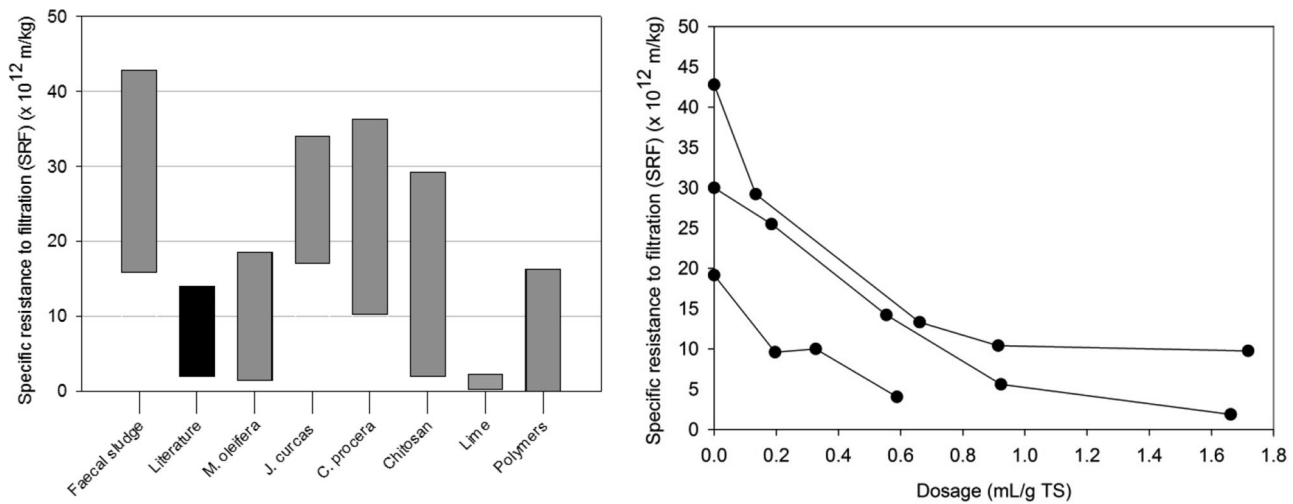 Specific resistance to filtration (SRF) (x 10¹² m/kg)
50
40
30
20
10
0
Faecal sludge
Literature
M. oleifera
J. curcas
C. procera
Chitosan
Lime
Polymers
Specific resistance to filtration (SRF) (x 10¹² m/kg)
50
45
40
35
30
25
20
15
10
5
0
0.0 0.2 0.4 0.6 0.8 1.0 1.2 1.4 1.6 1.8
Dosage (mL/g TS)